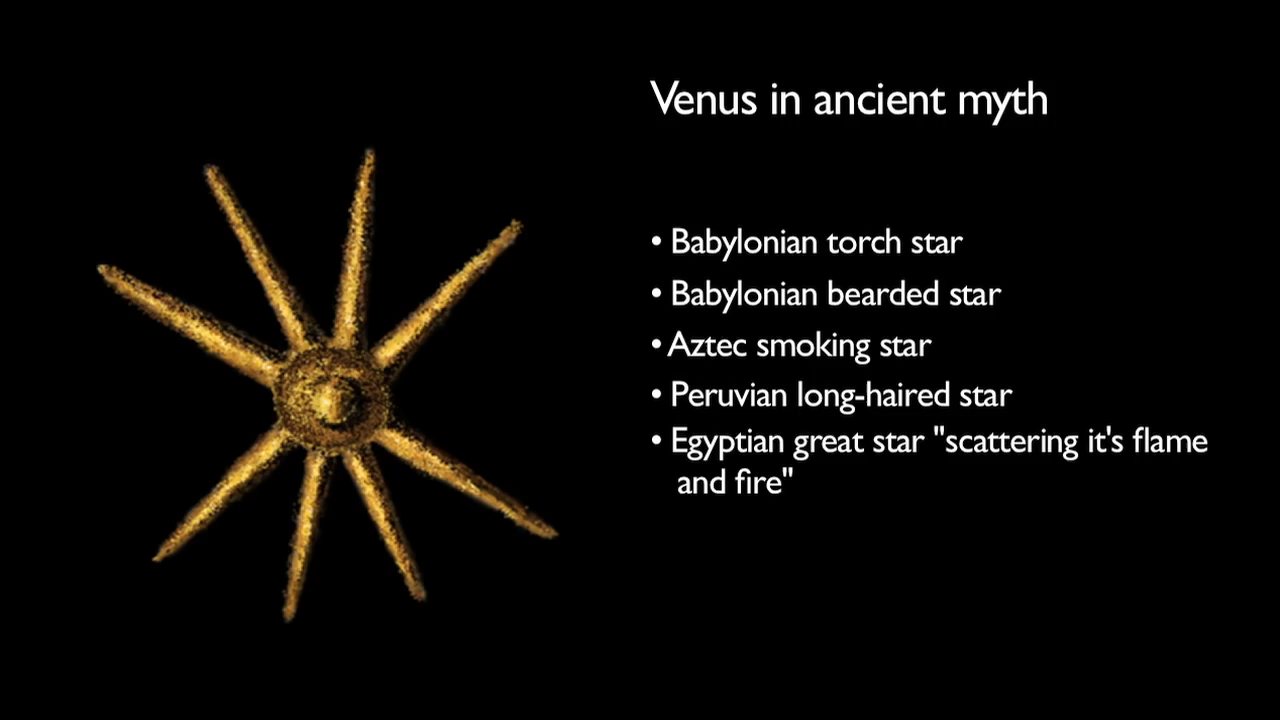 Venus in ancient myth
• Babylonian torch star
• Babylonian bearded star
• Aztec smoking star
• Peruvian long-haired star
• Egyptian great star "scattering it's flame
and fire"